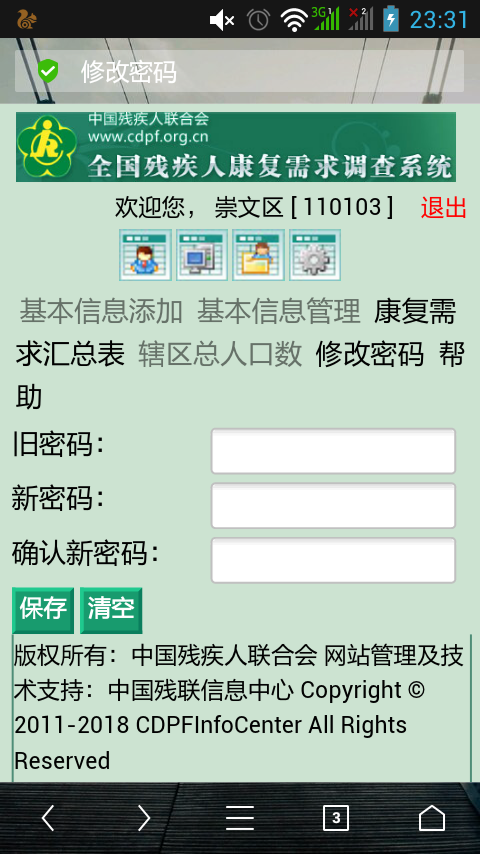 3G 2 23:31
修改密码
中国残疾人联合会
www.cdpf.org.cn
全国残疾人康复需求调查系统
欢迎您， 崇文区 [ 110103 ] 退出
基本信息添加 基本信息管理 康复需
求汇总表 辖区总人口数 修改密码 帮
助
旧密码：
新密码：
确认新密码：
保存 清空
版权所有：中国残疾人联合会 网站管理及技
术支持：中国残联信息中心 Copyright ©
2011-2018 CDPFInfoCenter All Rights
Reserved
3